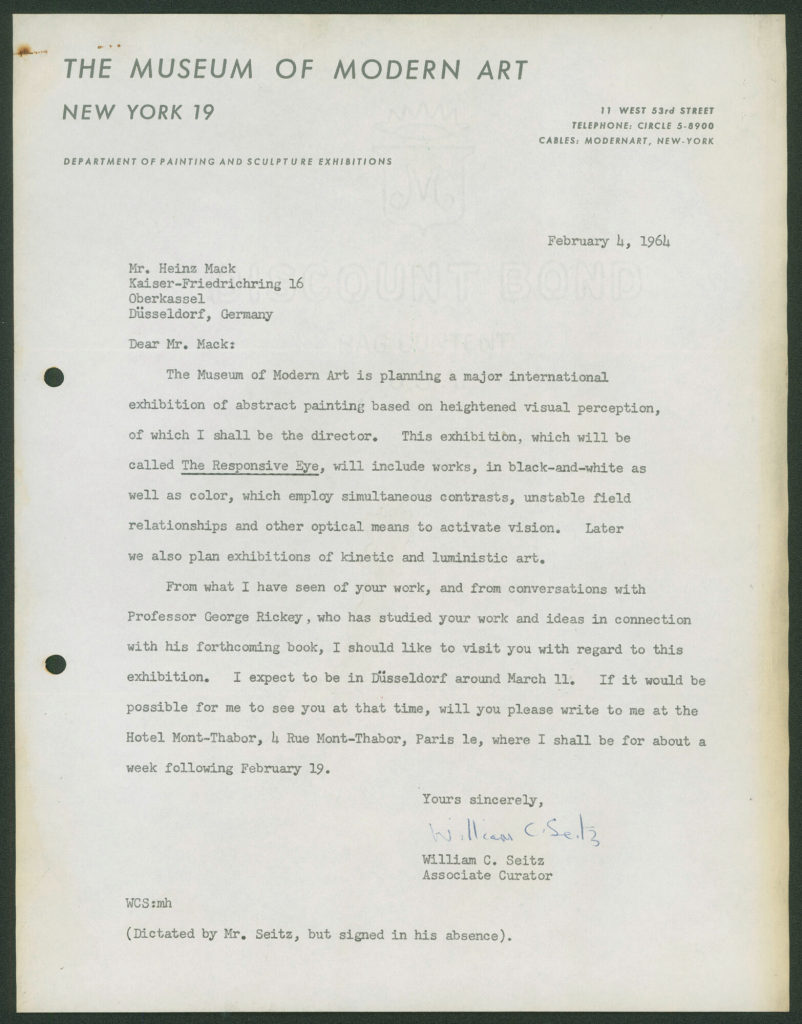 THE MUSEUM OF MODERN ART
NEW YORK 19
11 WEST 53rd STREET
TELEPHONE: CIRCLE 5-8900
CABLES: MODERNART, NEW-YORK
DEPARTMENT OF PAINTING AND SCULPTURE EXHIBITIONS
February 4, 1964
Mr. Heinz Mack
Kaiser-Friedrichring 16
Oberkassel
Düsseldorf, Germany
Dear Mr. Mack:
The Museum of Modern Art is planning a major international
exhibition of abstract painting based on heightened visual perception,
of which I shall be the director. This exhibition, which will be
called The Responsive Eye, will include works, in black-and-white as
well as color, which employ simultaneous contrasts, unstable field
relationships and other optical means to activate vision. Later
we also plan exhibitions of kinetic and luministic art.
From what I have seen of your work, and from conversations with
Professor George Rickey, who has studied your work and ideas in connection
with his forthcoming book, I should like to visit you with regard to this
exhibition. I expect to be in Düsseldorf around March 11. If it would be
possible for me to see you at that time, will you please write to me at the
Hotel Mont-Thabor, 4 Rue Mont-Thabor, Paris 1e, where I shall be for about a
week following February 19.
Yours sincerely,
William C. Seitz
William C. Seitz
Associate Curator
WCS:mh
(Dictated by Mr. Seitz, but signed in his absence).